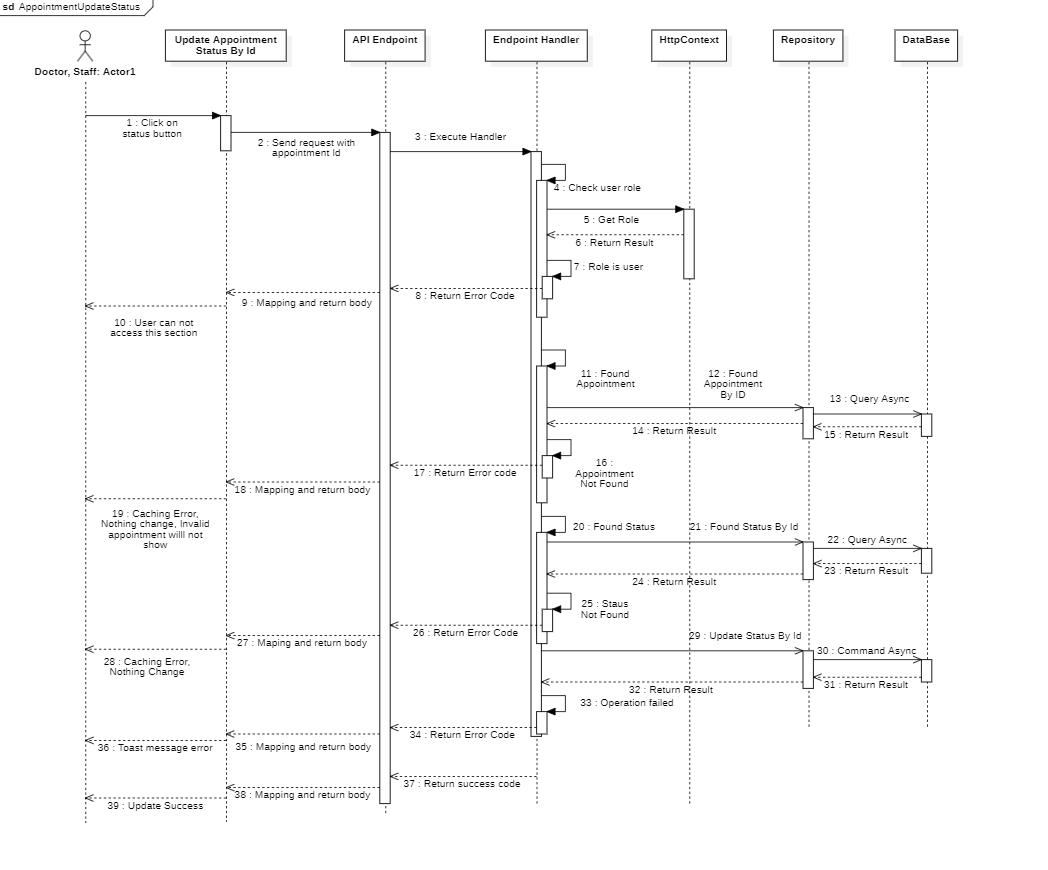 sd AppointmentUpdateStatus
Update Appointment
Status By Id
API Endpoint
Endpoint Handler
HttpContext
Repository
DataBase
Doctor, Staff: Actor1
1 : Click on
status button
2 : Send request with
appointment Id
3 : Execute Handler
4 : Check user role
5 : Get Role
6 : Return Result
7 : Role is user
8 : Return Error Code
9 : Mapping and return body
10 : User can not
access this section
11 : Found
Appointment
12 : Found
Appointment
By ID
13 : Query Async
14 : Return Result
15 : Return Result
16 :
Appointment
Not Found
17 : Return Error code
18 : Mapping and return body
19 : Caching Error,
Nothing change, Invalid
appointment willl not
show
20 : Found Status
21 : Found Status By Id
22 : Query Async
23 : Return Result
24 : Return Result
25 : Staus
Not Found
26 : Return Error Code
27 : Maping and return body
28 : Caching Error,
Nothing Change
29 : Update Status By Id
30 : Command Async
31 : Return Result
32 : Return Result
33 : Operation failed
34 : Return Error Code
35 : Mapping and return body
36 : Toast message error
37 : Return success code
38 : Mapping and return body
39 : Update Success